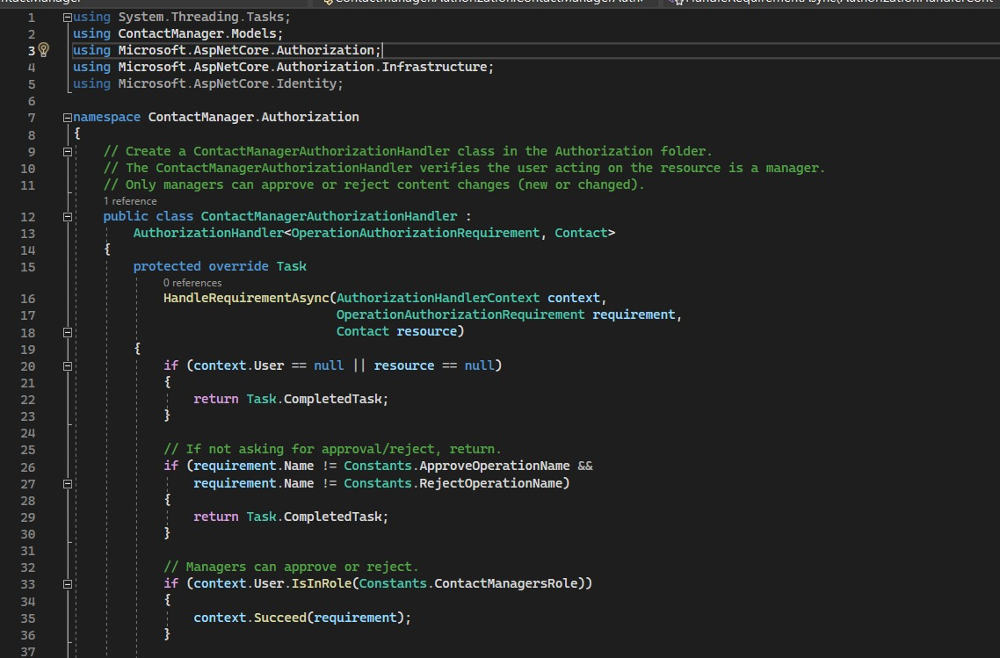 1 using System.Threading.Tasks;
2 using ContactManager.Models;
3 using Microsoft.AspNetCore.Authorization;
4 using Microsoft.AspNetCore.Authorization.Infrastructure;
5 using Microsoft.AspNetCore.Identity;
6
7 namespace ContactManager.Authorization
8 {
9 // Create a ContactManagerAuthorizationHandler class in the Authorization folder.
10 // The ContactManagerAuthorizationHandler verifies the user acting on the resource is a manager.
11 // Only managers can approve or reject content changes (new or changed).
1 reference
12 public class ContactManagerAuthorizationHandler :
13 AuthorizationHandler<OperationAuthorizationRequirement, Contact>
14 {
15 protected override Task
0 references
16 HandleRequirementAsync(AuthorizationHandlerContext context,
17 OperationAuthorizationRequirement requirement,
18 Contact resource)
19 {
20 if (context.User == null || resource == null)
21 {
22 return Task.CompletedTask;
23 }
24
25 // If not asking for approval/reject, return.
26 if (requirement.Name != Constants.ApproveOperationName &&
27 requirement.Name != Constants.RejectOperationName)
28 {
29 return Task.CompletedTask;
30 }
31
32 // Managers can approve or reject.
33 if (context.User.IsInRole(Constants.ContactManagersRole))
34 {
35 context.Succeed(requirement);
36 }
37